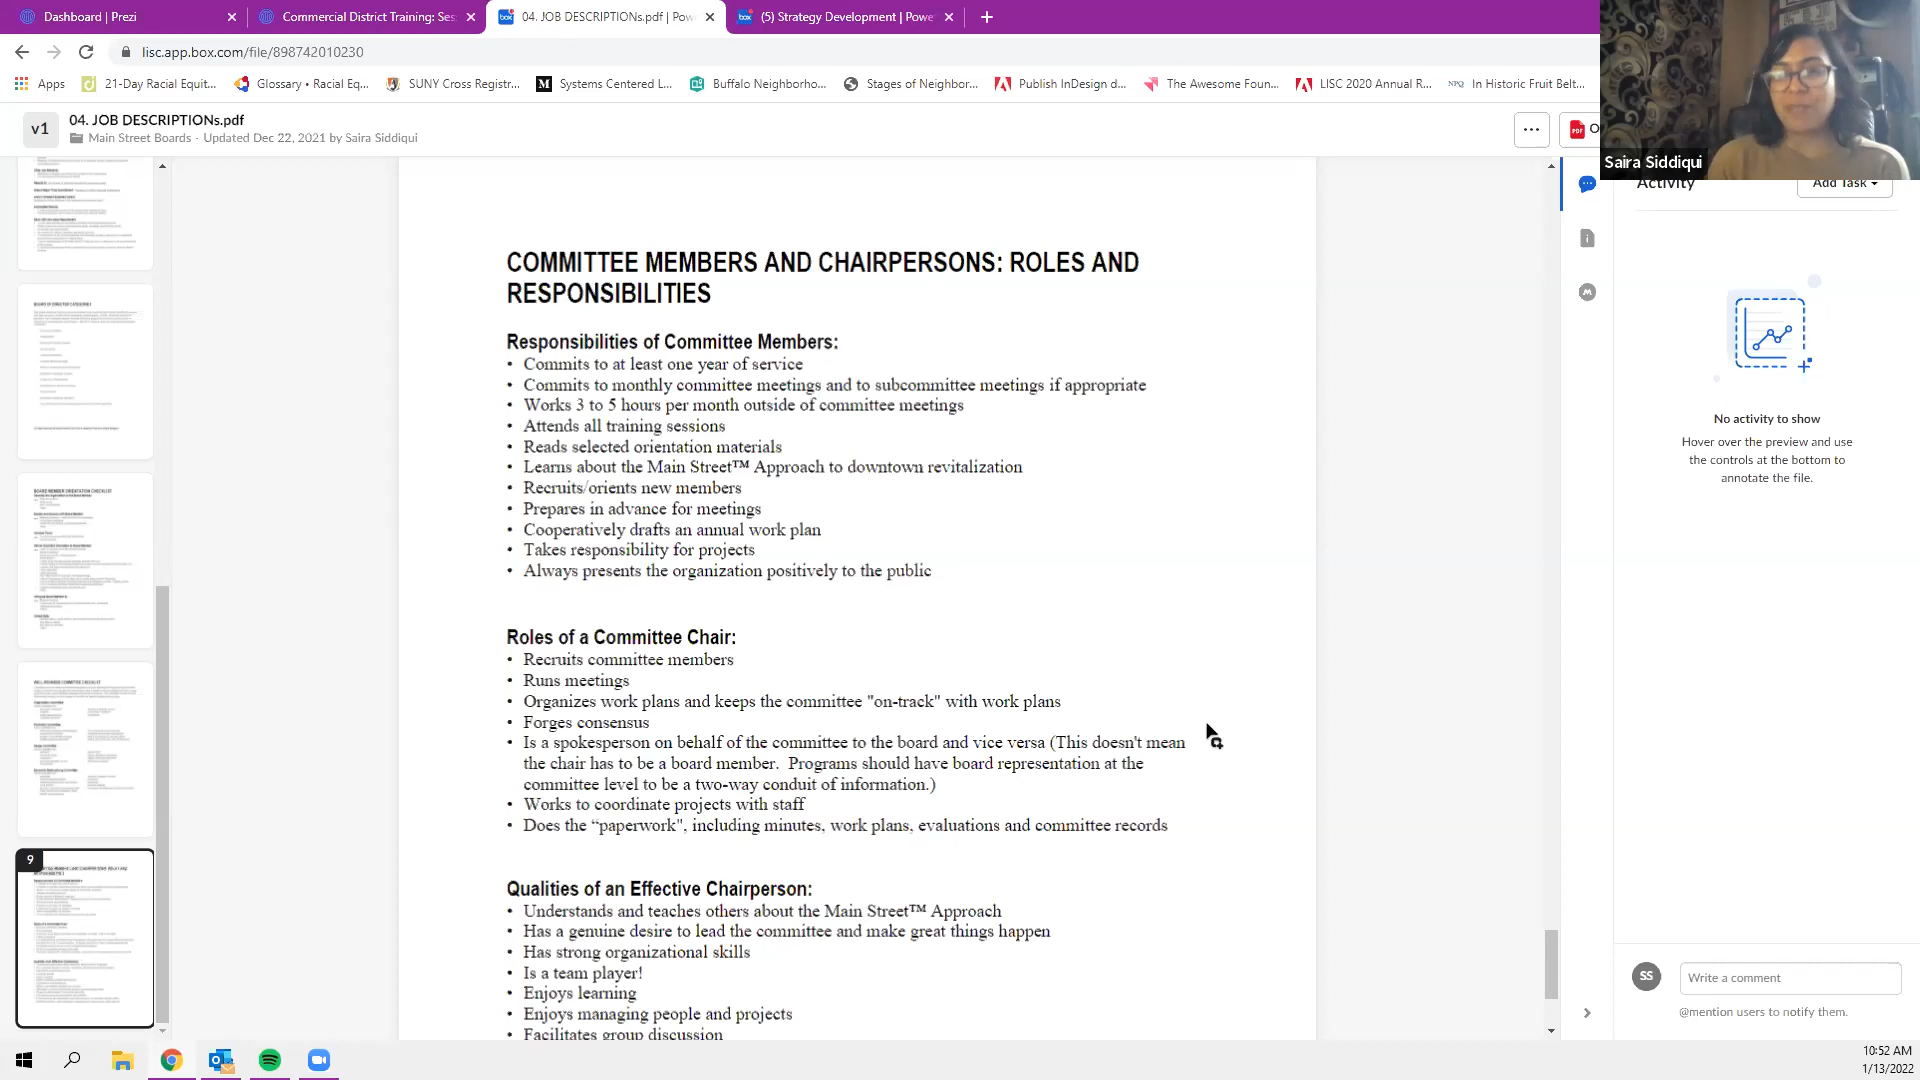 Dashboard | Prezi
Commercial District Training: Ses
04. JOB DESCRIPTIONs.pdf | Pow
(5) Strategy Development | Powe
lisc.app.box.com/file/898742010230
Apps
21-Day Racial Equit...
Glossary • Racial Eq...
SUNY Cross Registr...
Systems Centered L...
Buffalo Neighborho...
Stages of Neighbor...
Publish InDesign d...
The Awesome Foun...
LISC 2020 Annual R...
NPQ In Historic Fruit Belt...
v1
04. JOB DESCRIPTIONs.pdf
Main Street Boards - Updated Dec 22, 2021 by Saira Siddiqui
Saira Siddiqui
Activity
Add Task
COMMITTEE MEMBERS AND CHAIRPERSONS: ROLES AND
RESPONSIBILITIES
Responsibilities of Committee Members:
• Commits to at least one year of service
• Commits to monthly committee meetings and to subcommittee meetings if appropriate
• Works 3 to 5 hours per month outside of committee meetings
• Attends all training sessions
• Reads selected orientation materials
• Learns about the Main Street™ Approach to downtown revitalization
• Recruits/orients new members
• Prepares in advance for meetings
• Cooperatively drafts an annual work plan
• Takes responsibility for projects
• Always presents the organization positively to the public
Roles of a Committee Chair:
• Recruits committee members
• Runs meetings
• Organizes work plans and keeps the committee "on-track" with work plans
• Forges consensus
• Is a spokesperson on behalf of the committee to the board and vice versa (This doesn't mean
the chair has to be a board member. Programs should have board representation at the
committee level to be a two-way conduit of information.)
• Works to coordinate projects with staff
• Does the “paperwork", including minutes, work plans, evaluations and committee records
Qualities of an Effective Chairperson:
• Understands and teaches others about the Main Street™ Approach
• Has a genuine desire to lead the committee and make great things happen
• Has strong organizational skills
• Is a team player!
• Enjoys learning
• Enjoys managing people and projects
• Facilitates group discussion
No activity to show
Hover over the preview and use
the controls at the bottom to
annotate the file.
9
SS
Write a comment
@mention users to notify them.
10:52 AM
1/13/2022